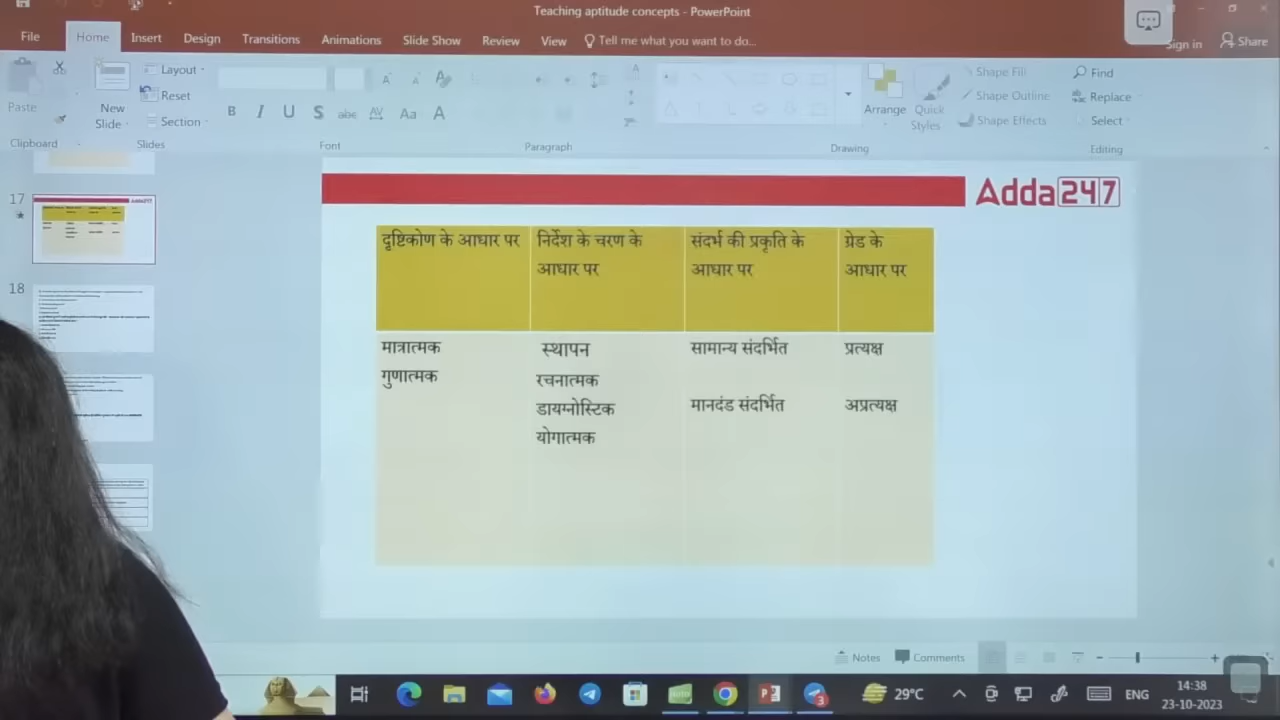 Teaching aptitude concepts - PowerPoint
File Home Insert Design Transitions Animations Slide Show Review View Tell me what you want to do...
Sign in Share
Paste
New
Slide
Layout
Reset
Section
B I U S abc AV Aa A
Arrange
Quick
Styles
Shape Fill
Shape Outline
Shape Effects
Find
Replace
Select
Clipboard Slides Font Paragraph Drawing Editing
17
18
Adda247
दृष्टिकोण के आधार पर
निर्देश के चरण के
आधार पर
संदर्भ की प्रकृति के
आधार पर
ग्रेड के
आधार पर
मात्रात्मक
गुणात्मक
स्थापन
रचनात्मक
डायग्नोस्टिक
योगात्मक
सामान्य संदर्भित
मानदंड संदर्भित
प्रत्यक्ष
अप्रत्यक्ष
Notes Comments
29°C
ENG
14:38
23-10-2023